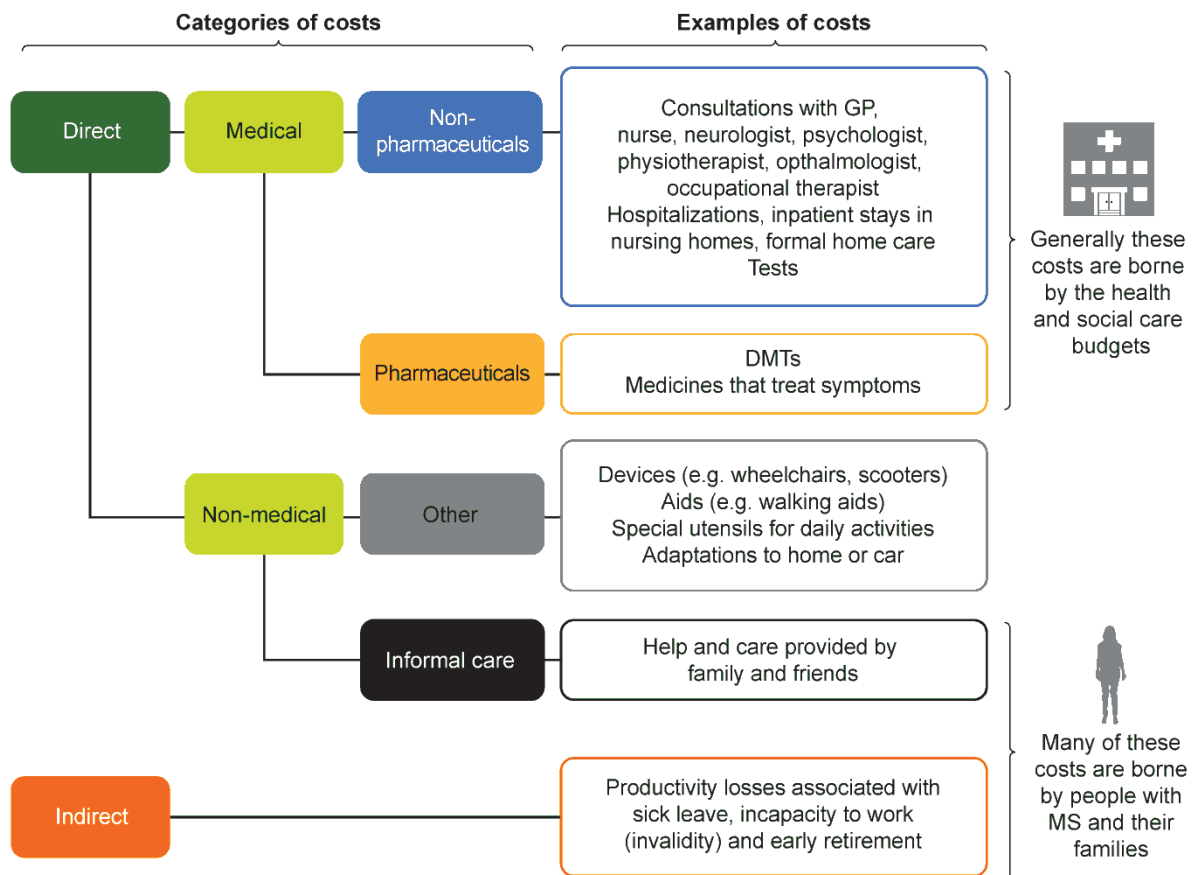 Categories of costs
Examples of costs
Direct
Medical
Non-
pharmaceuticals
Consultations with GP,
nurse, neurologist, psychologist,
physiotherapist, opthalmologist,
occupational therapist
Hospitalizations, inpatient stays in
nursing homes, formal home care
Tests
Generally these
costs are borne
by the health
and social care
budgets
Pharmaceuticals
DMTs
Medicines that treat symptoms
Non-medical
Other
Devices (e.g. wheelchairs, scooters)
Aids (e.g. walking aids)
Special utensils for daily activities
Adaptations to home or car
Informal care
Help and care provided by
family and friends
Many of these
costs are borne
by people with
MS and their
families
Indirect
Productivity losses associated with
sick leave, incapacity to work
(invalidity) and early retirement